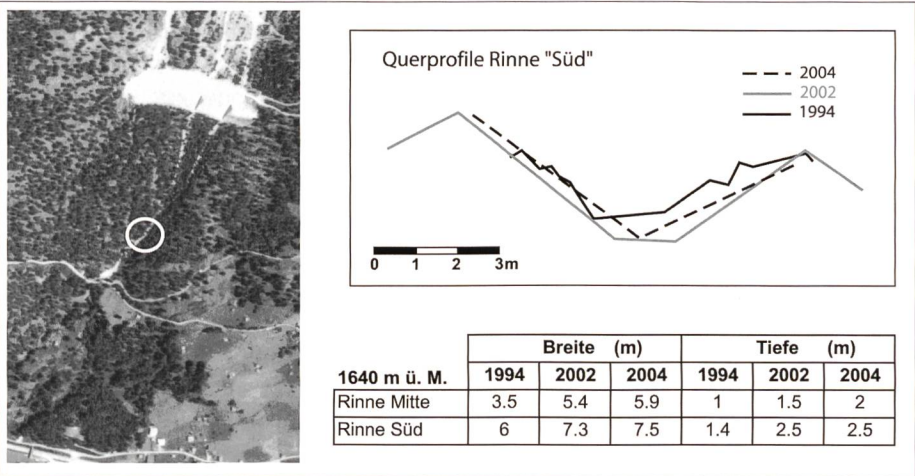 Querprofile Rinne "Süd"
2004
2002
1994
0 1 2 3m
Breite (m) Tiefe (m)
1640 m ü. M. 1994 2002 2004 1994 2002 2004
Rinne Mitte 3.5 5.4 5.9 1 1.5 2
Rinne Süd 6 7.3 7.5 1.4 2.5 2.5